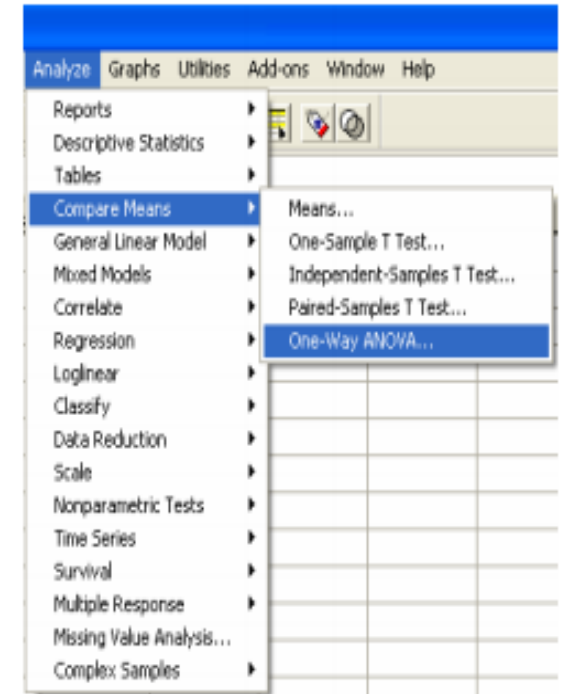 Analyze Graphs Utilities Add-ons Window Help
Reports
Descriptive Statistics
Tables
Compare Means
General Linear Model
Mixed Models
Correlate
Regression
Loglinear
Classify
Data Reduction
Scale
Nonparametric Tests
Time Series
Survival
Multiple Response
Missing Value Analysis...
Complex Samples
Means...
One-Sample T Test...
Independent-Samples T Test...
Paired-Samples T Test...
One-Way ANOVA...